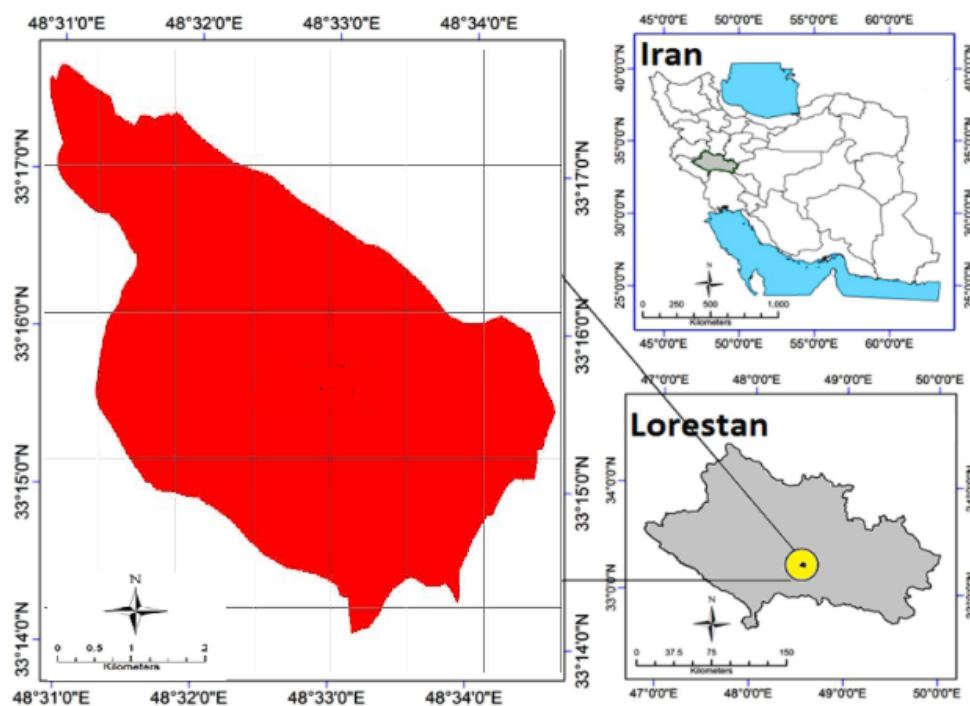 48°31'0"E 48°32'0"E 48°33'0"E 48°34'0"E
33°17'0"N
33°16'0"N
33°15'0"N
33°14'0"N
33°17'0"N
33°16'0"N
33°15'0"N
33°14'0"N
N
0 0.5 1 2
Kilometers
48°31'0"E 48°32'0"E 48°33'0"E 48°34'0"E
45°0'0"E 50°0'0"E 55°0'0"E 60°0'0"E
Iran
40°0'0"N
35°0'0"N
30°0'0"N
25°0'0"N
N
0 250 500 1,000
Kilometers
45°0'0"E 50°0'0"E 55°0'0"E 60°0'0"E
47°0'0"E 48°0'0"E 49°0'0"E 50°0'0"E
Lorestan
34°0'0"N
33°0'0"N
N
0 37.5 75 150
Kilometers
47°0'0"E 48°0'0"E 49°0'0"E 50°0'0"E